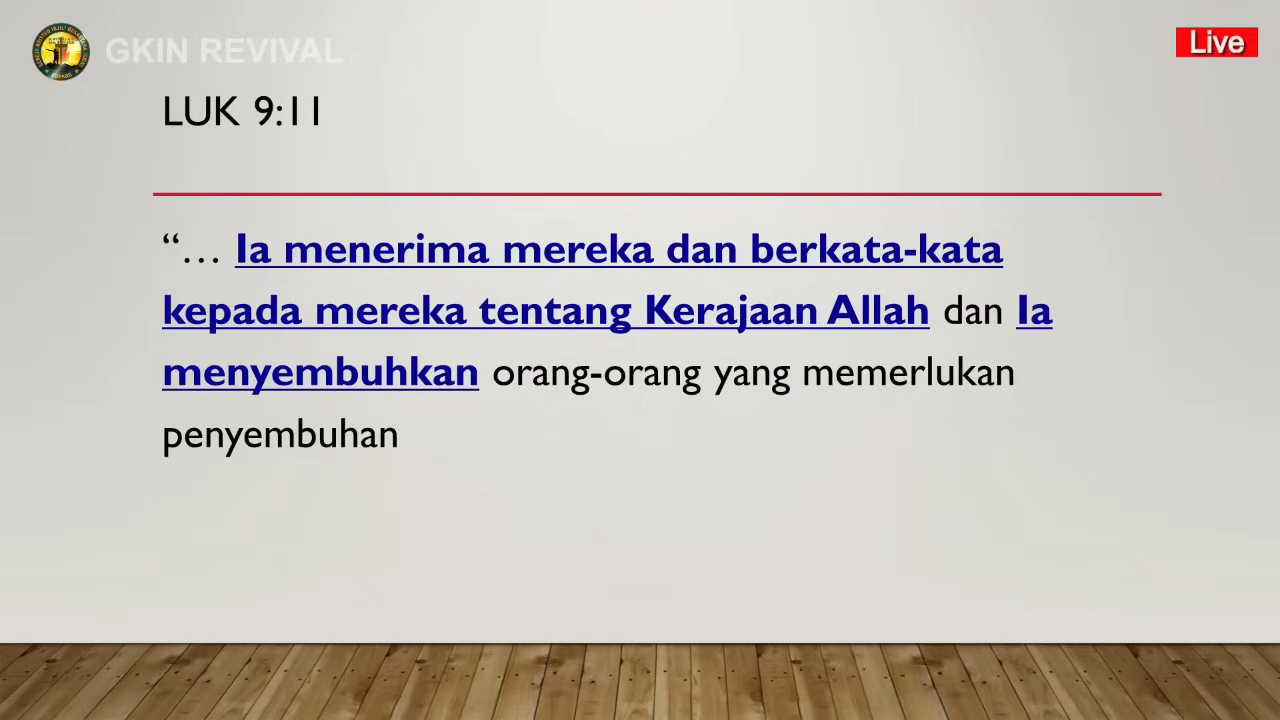 GKIN REVIVAL
Live
LUK 9:11
“… Ia menerima mereka dan berkata-kata
kepada mereka tentang Kerajaan Allah dan Ia
menyembuhkan orang-orang yang memerlukan
penyembuhan